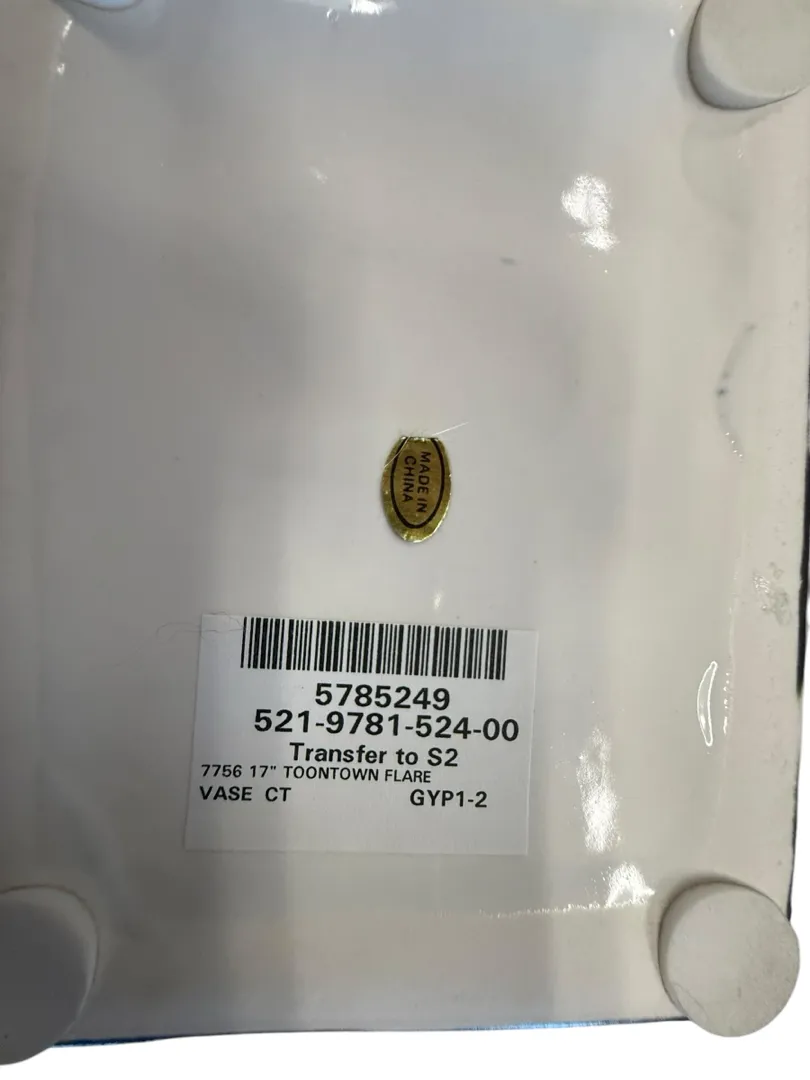 MADE IN
CHINA
5785249
521-9781-524-00
Transfer to S2
7756 17" TOONTOWN FLARE
VASE CT GYP1-2